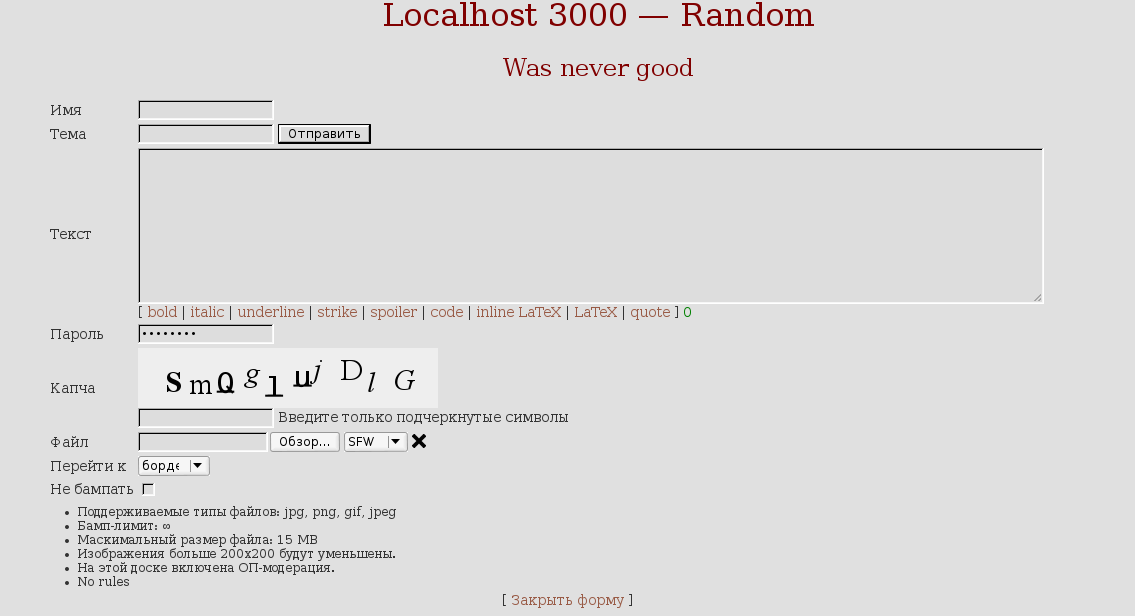 Localhost 3000 — Random
Was never good
Имя
Тема Отправить
Текст
[ bold | italic | underline | strike | spoiler | code | inline LaTeX | LaTeX | quote ] 0
Пароль ••••••••
Капча S m Q g l u j D l G
Введите только подчеркнутые символы
Файл Обзор... SFW
Перейти к борде
Не бампать
• Поддерживаемые типы файлов: jpg, png, gif, jpeg
• Бамп-лимит: ∞
• Маскимальный размер файла: 15 MB
• Изображения больше 200x200 будут уменьшены.
• На этой доске включена ОП-модерация.
• No rules
[ Закрыть форму ]